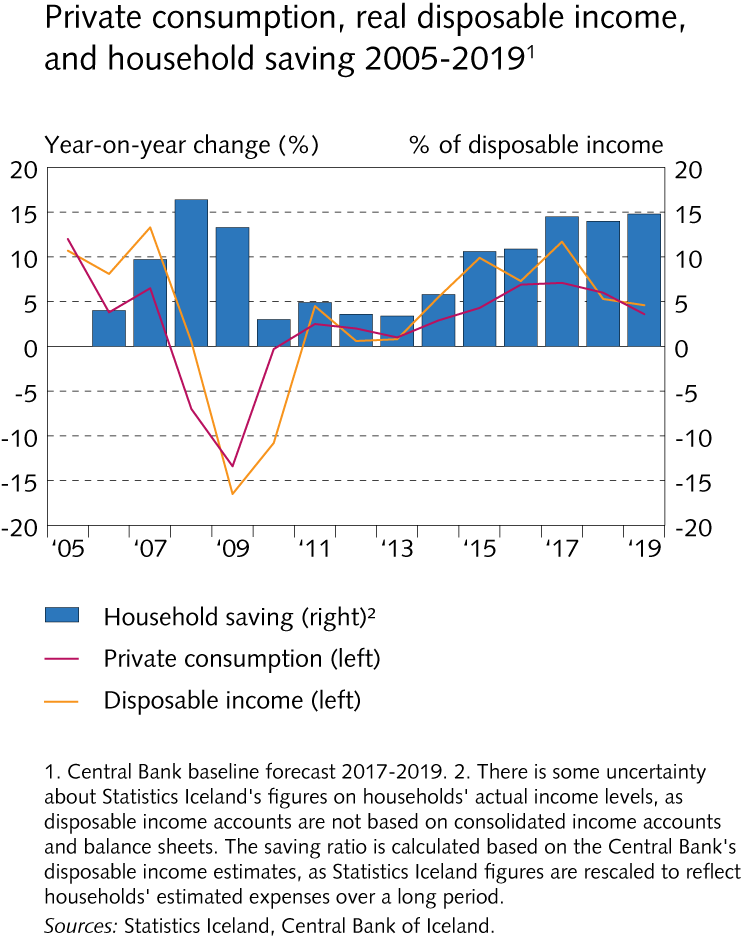 Private consumption, real disposable income,
and household saving 2005-2019¹
Year-on-year change (%) % of disposable income
20 20
15 15
10 10
5 5
0 0
-5 -5
-10 -10
-15 -15
-20 -20
‘05 ‘07 ‘09 ‘11 ‘13 ‘15 ‘17 ‘19
Household saving (right)²
Private consumption (left)
Disposable income (left)
1. Central Bank baseline forecast 2017-2019. 2. There is some uncertainty
about Statistics Iceland's figures on households' actual income levels, as
disposable income accounts are not based on consolidated income accounts
and balance sheets. The saving ratio is calculated based on the Central Bank's
disposable income estimates, as Statistics Iceland figures are rescaled to reflect
households' estimated expenses over a long period.
Sources: Statistics Iceland, Central Bank of Iceland.